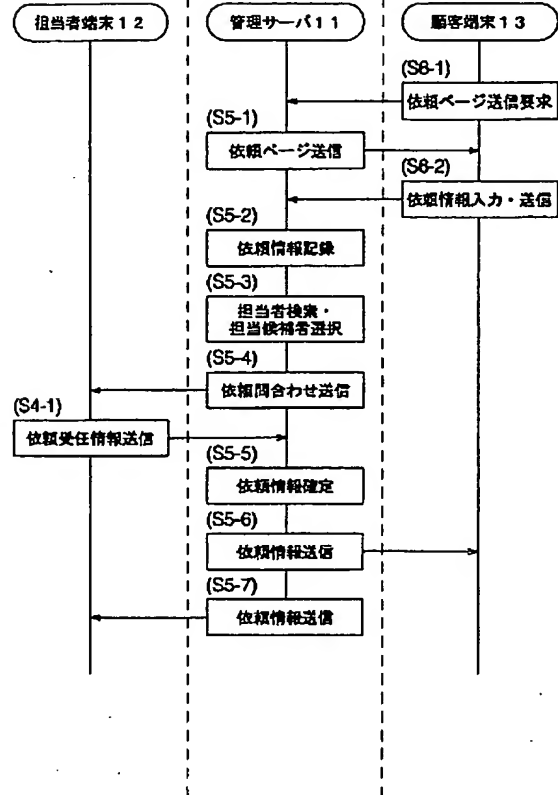 担当者端末12
管理サーバ11
顧客端末13
(S6-1)
依頼ページ送信要求
(S5-1)
依頼ページ送信
(S6-2)
依頼情報入力・送信
(S5-2)
依頼情報記録
(S5-3)
担当者検索・
担当候補者選択
(S5-4)
依頼問合わせ送信
(S4-1)
依頼受任情報送信
(S5-5)
依頼情報確定
(S5-6)
依頼情報送信
(S5-7)
依頼情報送信